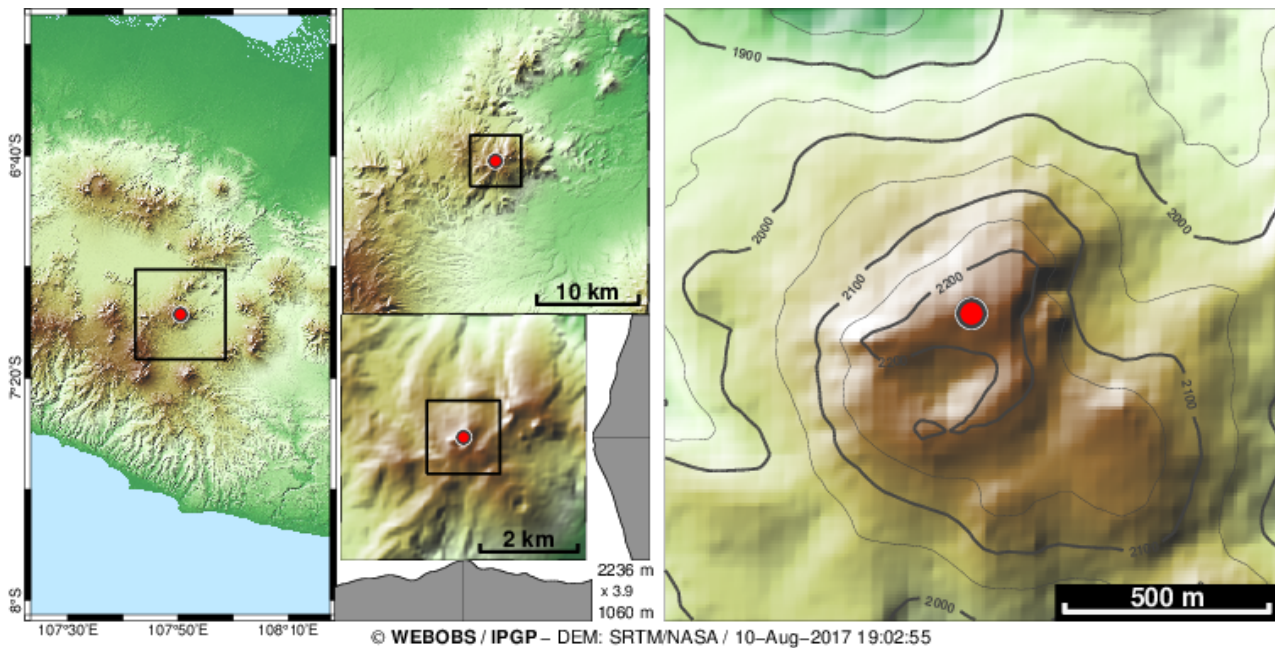 6°40'S
7°20'S
8°S
107°30'E 107°50'E 108°10'E
10 km
2 km
2236 m
x 3.9
1060 m
1900
2000
2000
2100
2200
2100
2000
500 m
© WEBOBS / IPGP – DEM: SRTM/NASA / 10–Aug–2017 19:02:55